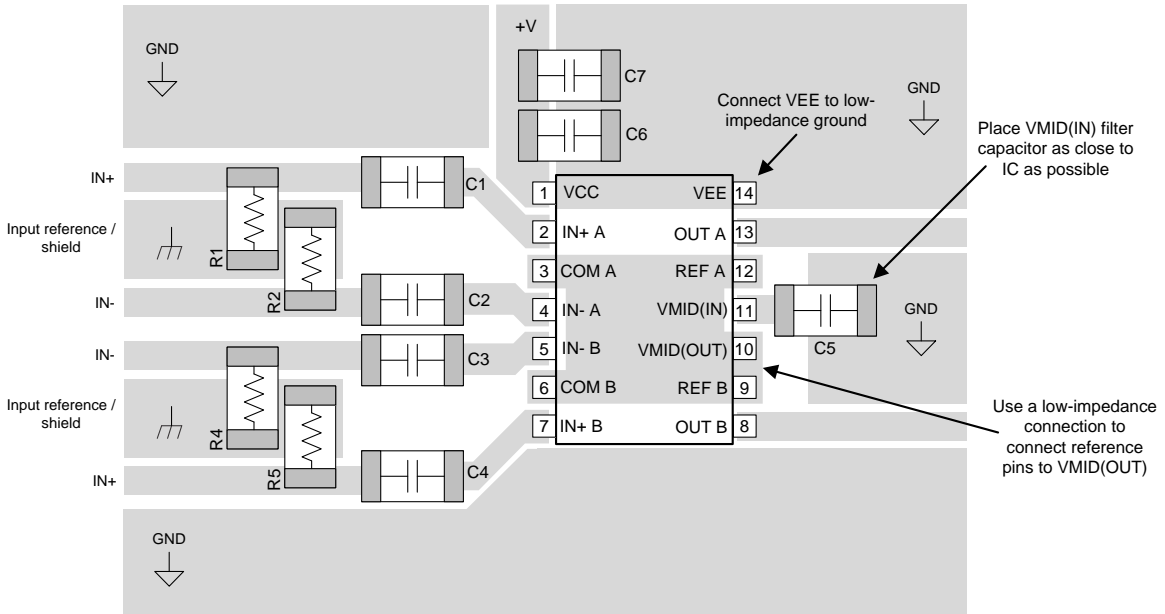 +V
GND
C7
Connect VEE to low-
impedance ground
GND
Place VMID(IN) filter
capacitor as close to
IC as possible
C6
IN+
C1
1
VCC
VEE
14
Input reference /
shield
R1
2
IN+ A
OUT A
13
R2
3
COM A
REF A
12
IN-
C2
4
IN- A
VMID(IN)
11
C5
GND
IN-
C3
5
IN- B
VMID(OUT)
10
6
COM B
REF B
9
Input reference /
shield
R4
7
IN+ B
OUT B
8
Use a low-impedance
connection to
connect reference
pins to VMID(OUT)
R5
IN+
C4
GND